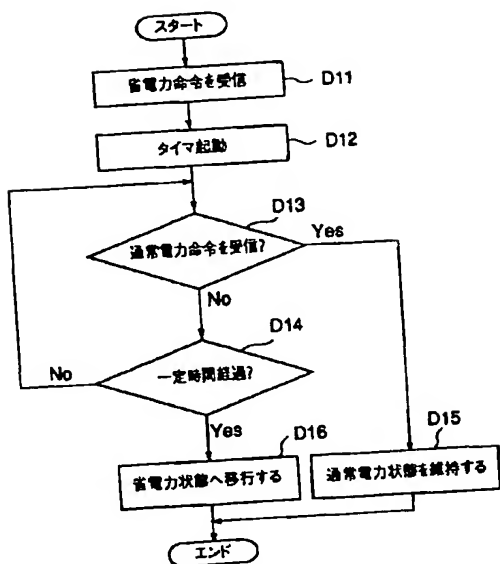 スタート
省電力命令を受信
D11
タイマ起動
D12
D13
通常電力命令を受信?
Yes
No
D14
一定時間経過?
No
Yes
D16
省電力状態へ移行する
D15
通常電力状態を維持する
エンド